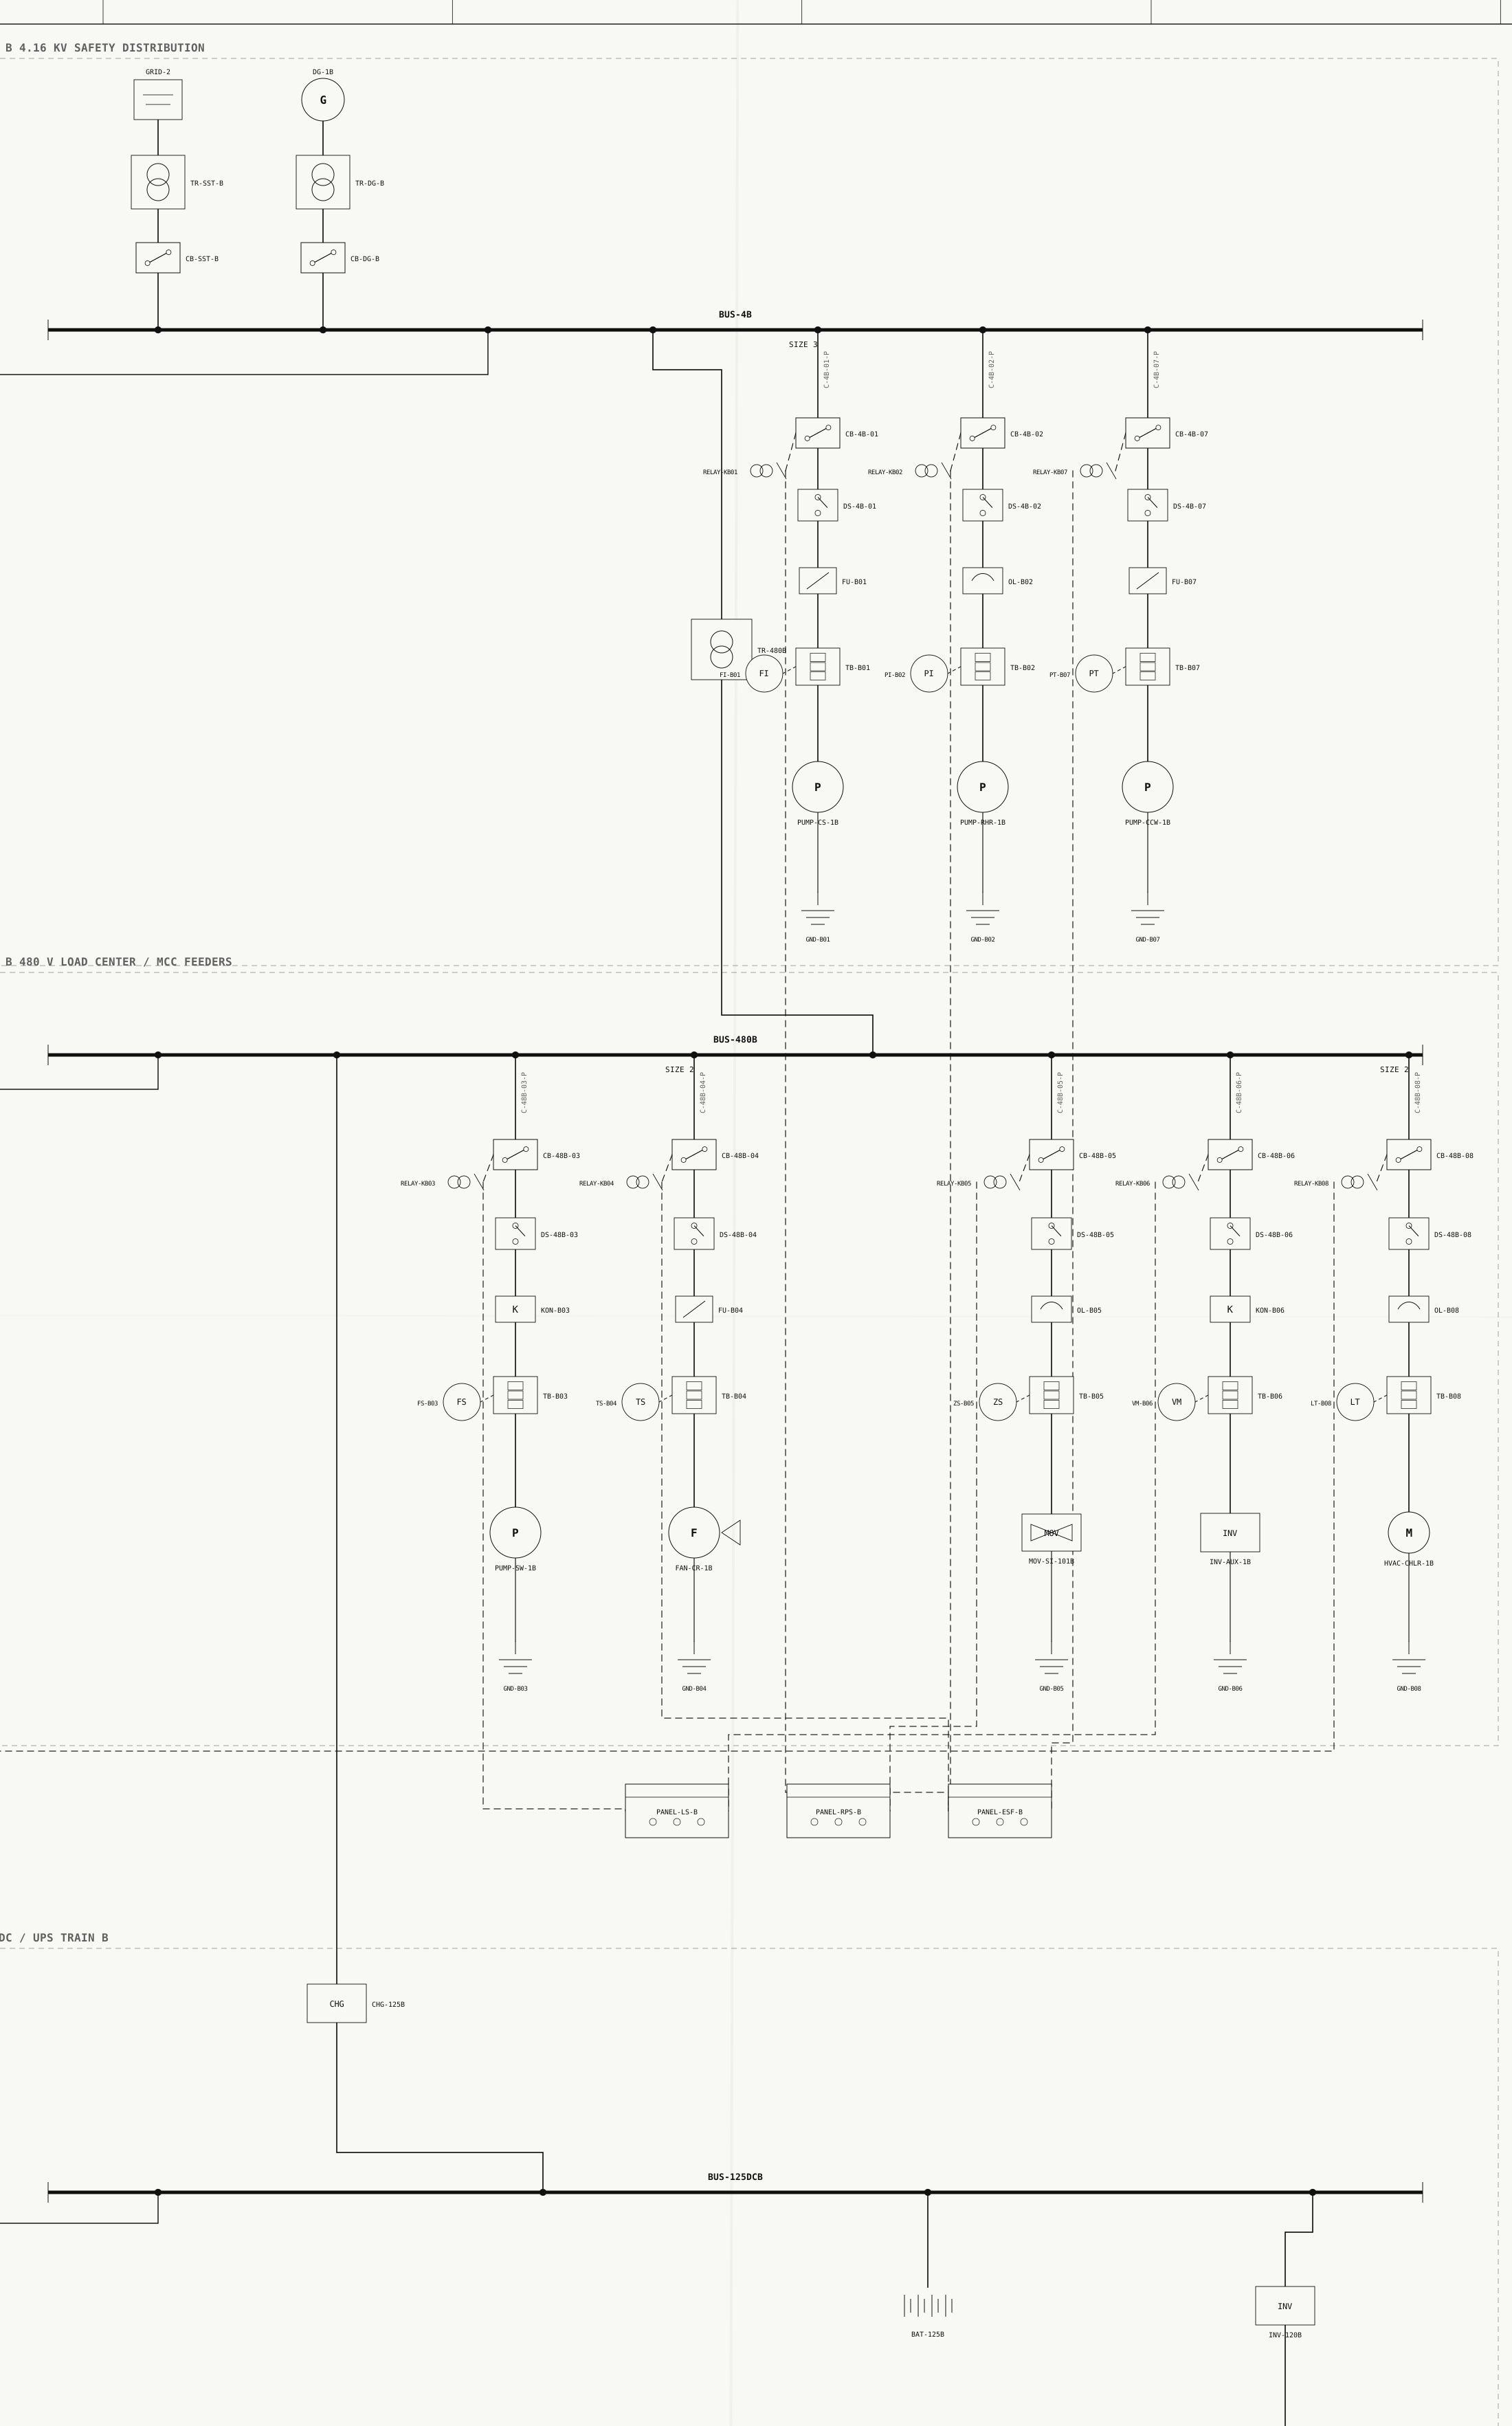 B 4.16 KV SAFETY DISTRIBUTION
GRID-2
DG-1B
G
TR-SST-B
TR-DG-B
CB-SST-B
CB-DG-B
BUS-4B
SIZE 3
C-4B-01-P
C-4B-02-P
C-4B-07-P
CB-4B-01
CB-4B-02
CB-4B-07
RELAY-KB01
RELAY-KB02
RELAY-KB07
DS-4B-01
DS-4B-02
DS-4B-07
FU-B01
OL-B02
FU-B07
TR-480B
FI-B01
FI
TB-B01
PI-B02
PI
TB-B02
PT-B07
PT
TB-B07
P
P
P
PUMP-CS-1B
PUMP-RHR-1B
PUMP-CCW-1B
GND-B01
GND-B02
GND-B07
B 480 V LOAD CENTER / MCC FEEDERS
BUS-480B
SIZE 2
SIZE 2
C-48B-03-P
C-48B-04-P
C-48B-05-P
C-48B-06-P
C-48B-08-P
CB-48B-03
CB-48B-04
CB-48B-05
CB-48B-06
CB-48B-08
RELAY-KB03
RELAY-KB04
RELAY-KB05
RELAY-KB06
RELAY-KB08
DS-48B-03
DS-48B-04
DS-48B-05
DS-48B-06
DS-48B-08
K
KON-B03
FU-B04
OL-B05
K
KON-B06
OL-B08
FS-B03
FS
TB-B03
TS-B04
TS
TB-B04
ZS-B05
ZS
TB-B05
VM-B06
VM
TB-B06
LT-B08
LT
TB-B08
P
F
MOV
INV
M
PUMP-SW-1B
FAN-CR-1B
MOV-SI-101B
INV-AUX-1B
HVAC-CHLR-1B
GND-B03
GND-B04
GND-B05
GND-B06
GND-B08
PANEL-LS-B
PANEL-RPS-B
PANEL-ESF-B
DC / UPS TRAIN B
CHG
CHG-125B
BUS-125DCB
INV
BAT-125B
INV-120B